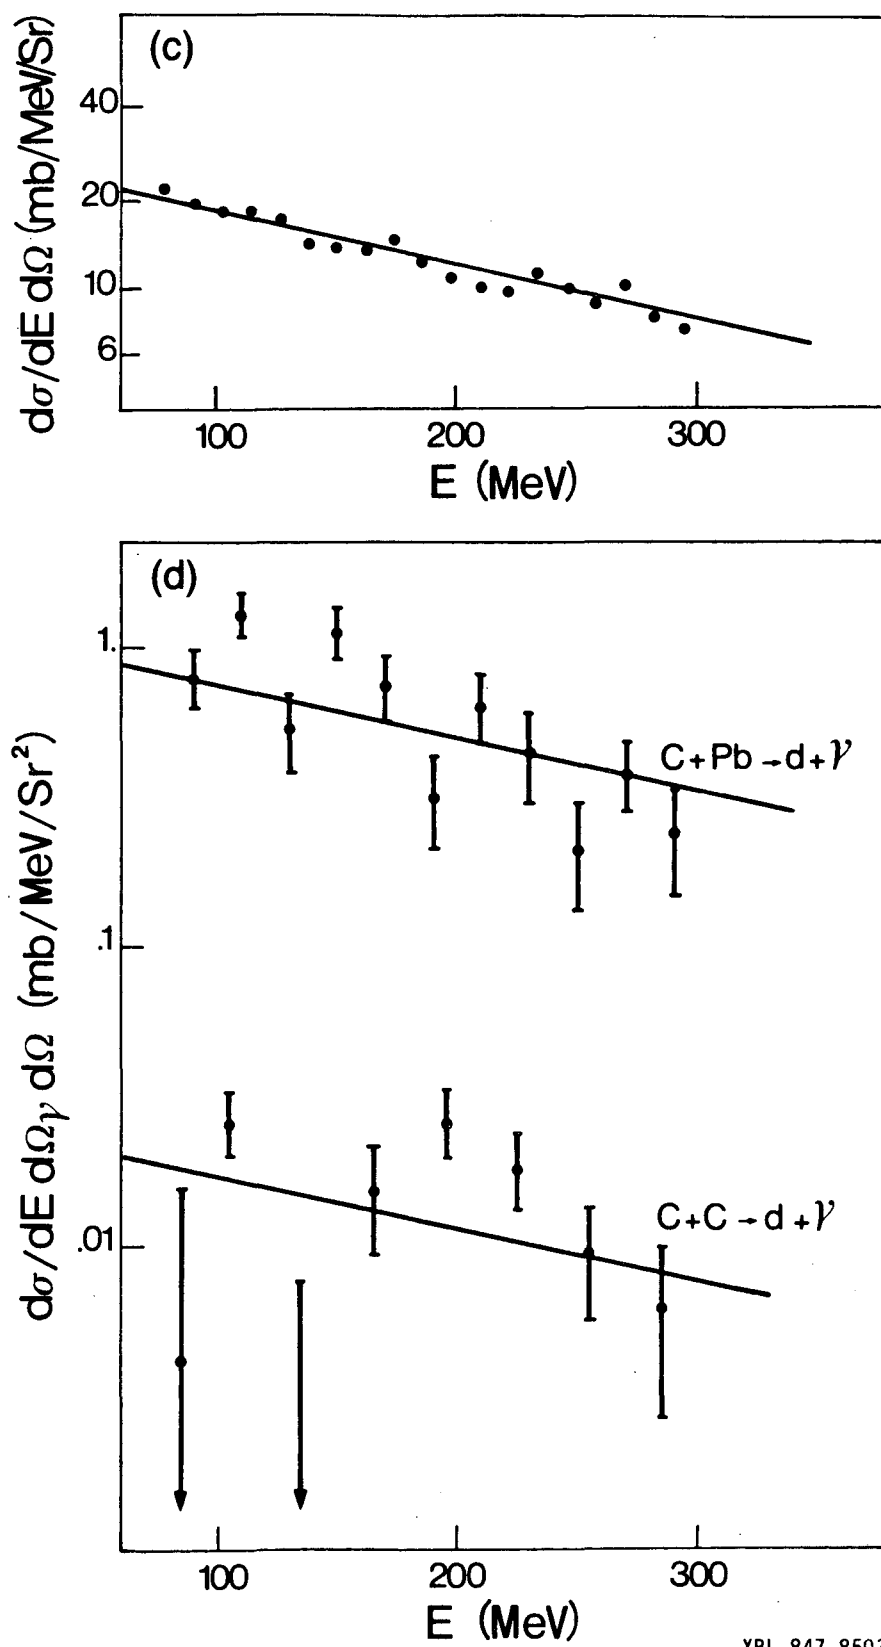 (c)
dσ/dE dΩ (mb/MeV/Sr)
40
20
10
6
100 200 300
E (MeV)
(d)
dσ/dE dΩγ dΩ (mb/MeV/Sr²)
1.
.1
.01
C+Pb→d+γ
C+C→d+γ
100 200 300
E (MeV)